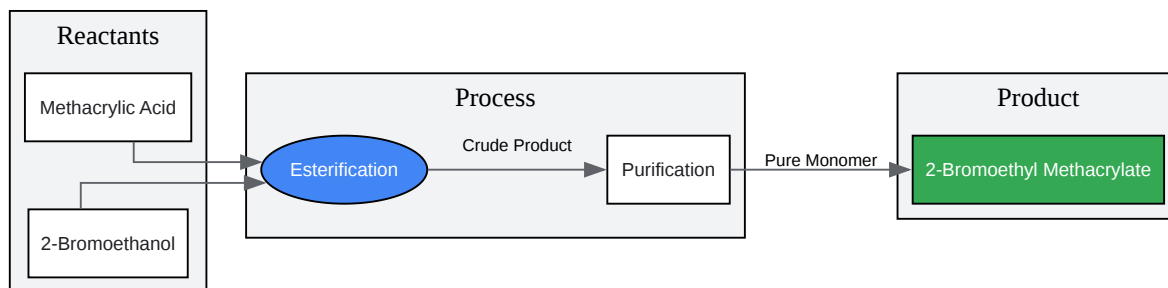 Reactants
Methacrylic Acid
2-Bromoethanol
Process
Esterification
Crude Product
Purification
Pure Monomer
Product
2-Bromoethyl Methacrylate